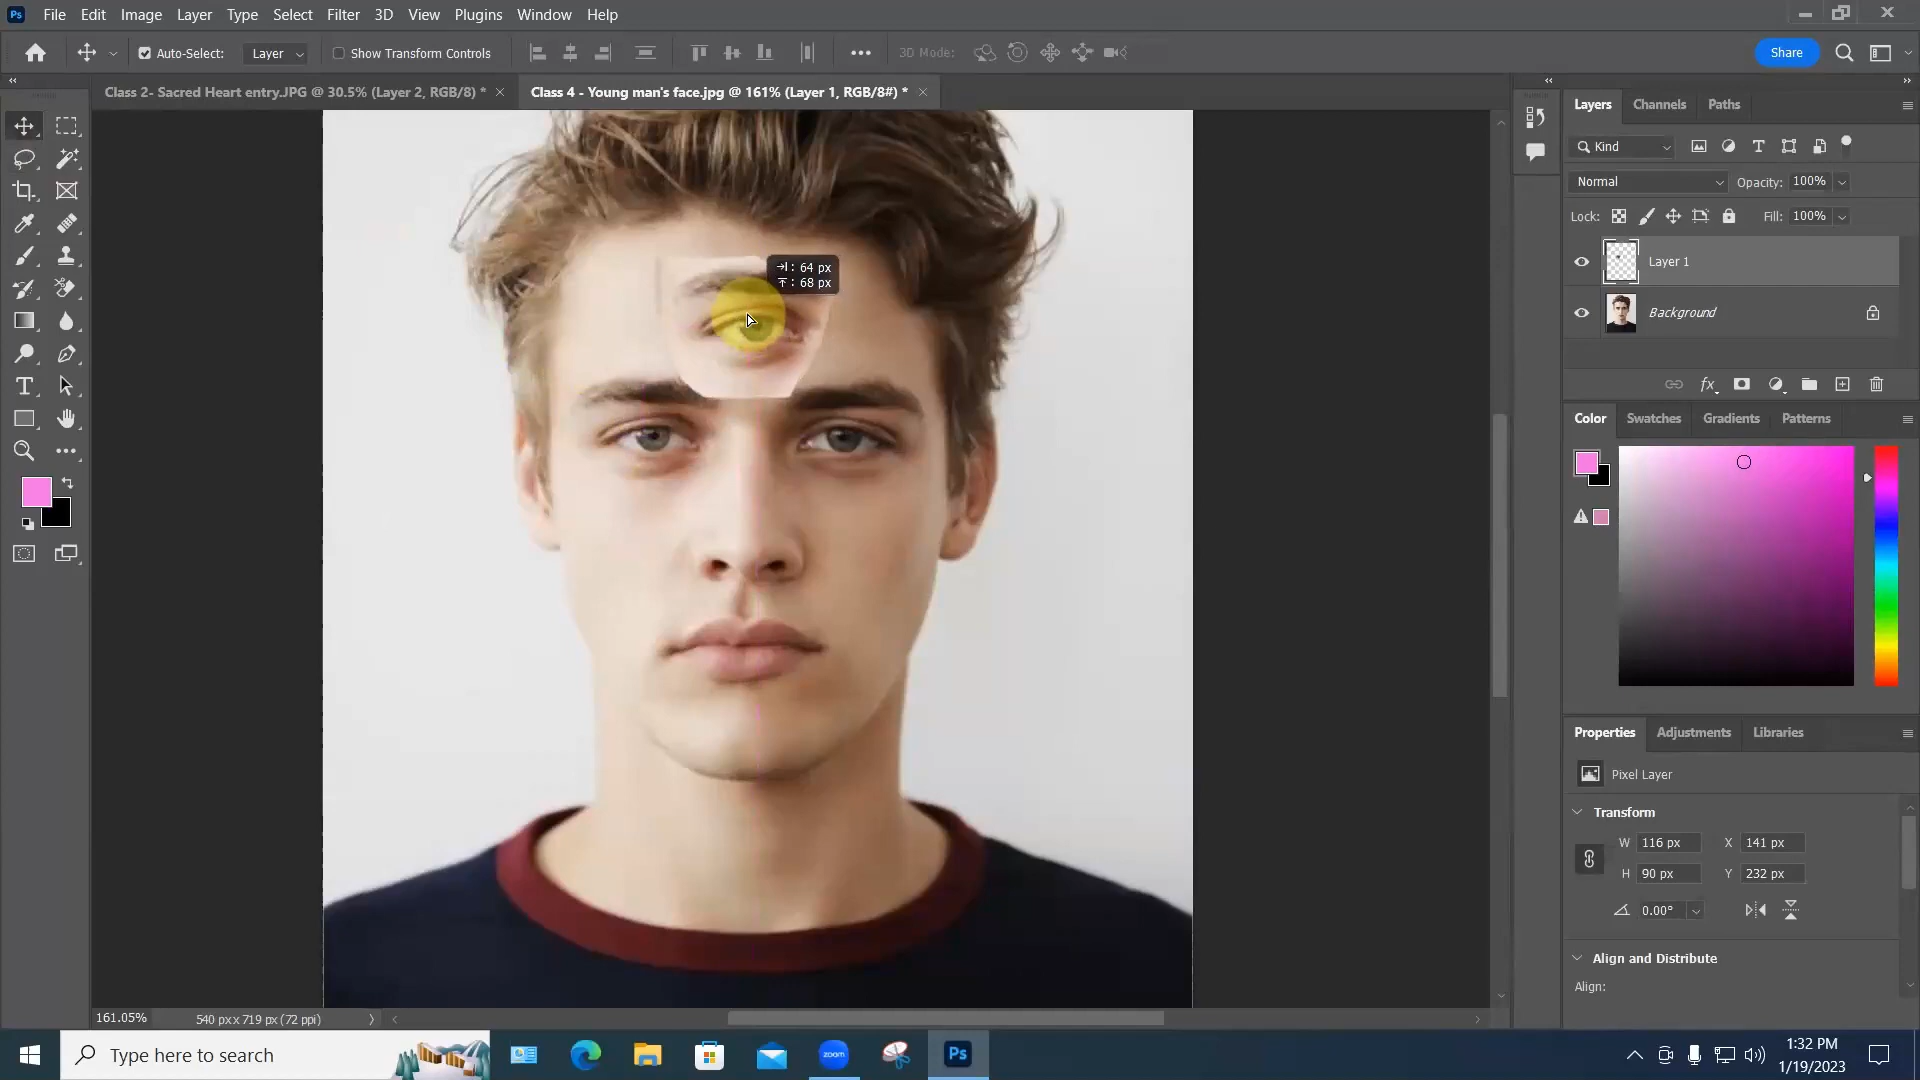 Ps File Edit Image Layer Type Select Filter 3D View Plugins Window Help
Auto-Select: Layer Show Transform Controls 3D Mode: Share
Class 2- Sacred Heart entry.JPG @ 30.5% (Layer 2, RGB/8) *
Class 4 - Young man's face.jpg @ 161% (Layer 1, RGB/8#) *
: 64 px
: 68 px
Layers Channels Paths
Kind
Normal Opacity: 100%
Lock: Fill: 100%
Layer 1
Background
fx
Color Swatches Gradients Patterns
Properties Adjustments Libraries
Pixel Layer
Transform
W 116 px X 141 px
H 90 px Y 232 px
0.00°
Align and Distribute
Align:
161.05% 540 px x 719 px (72 ppi)
Type here to search
zoom
Ps
1:32 PM
1/19/2023